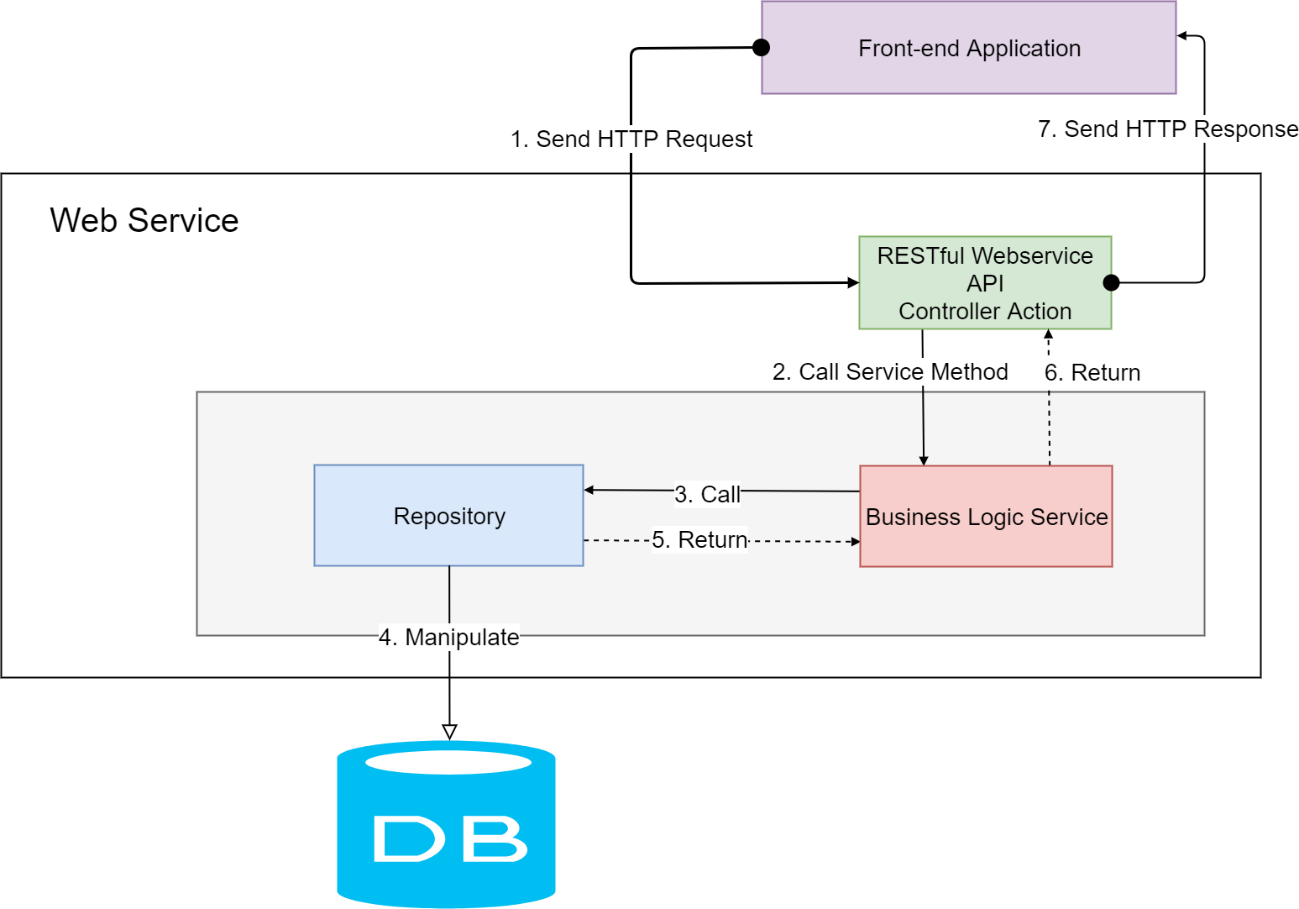 Front-end Application
1. Send HTTP Request
7. Send HTTP Response
Web Service
RESTful Webservice
API
Controller Action
2. Call Service Method
6. Return
Repository
3. Call
5. Return
Business Logic Service
4. Manipulate
DB